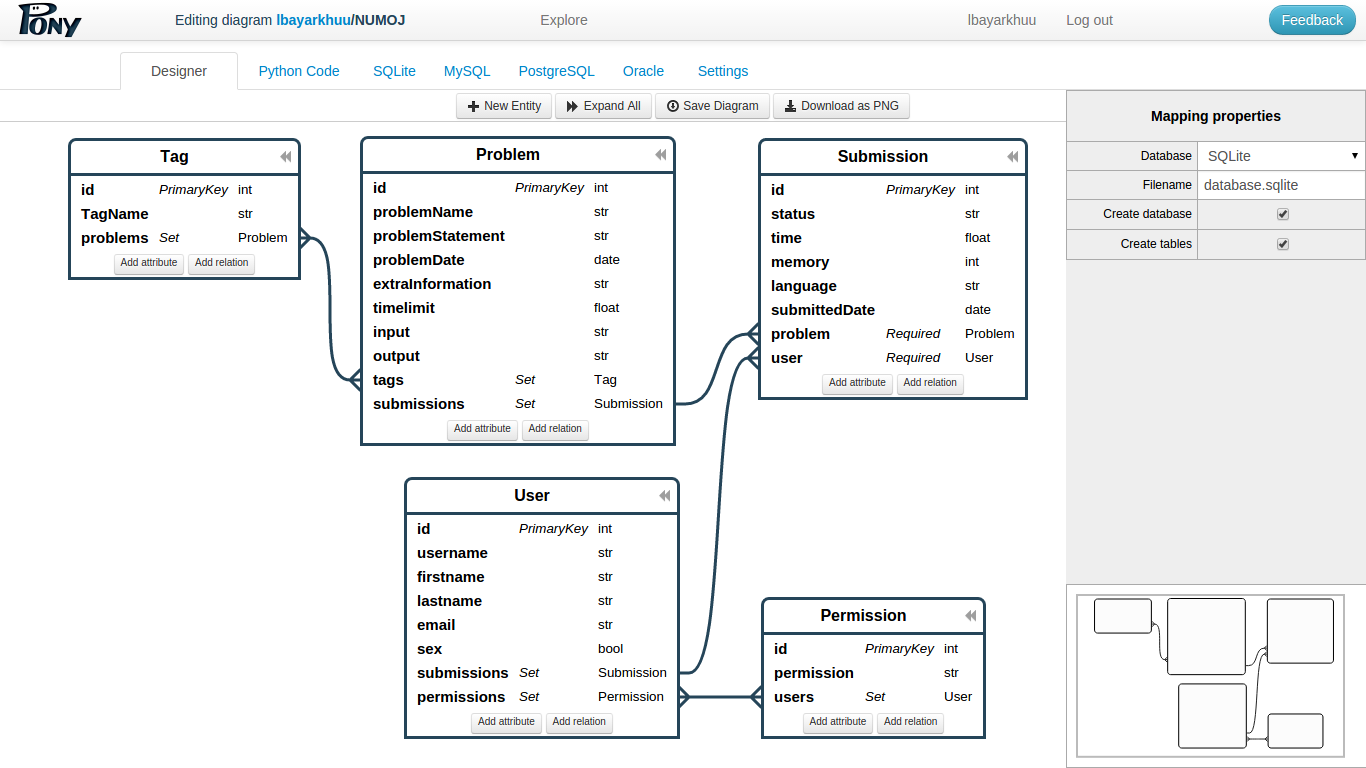 PONY
Editing diagram lbayarkhuu/NUMOJ
Explore
lbayarkhuu
Log out
Feedback
Designer
Python Code
SQLite
MySQL
PostgreSQL
Oracle
Settings
New Entity
Expand All
Save Diagram
Download as PNG
Tag
id PrimaryKey int
TagName str
problems Set Problem
Add attribute Add relation
Problem
id PrimaryKey int
problemName str
problemStatement str
problemDate date
extraInformation str
timelimit float
input str
output str
tags Set Tag
submissions Set Submission
Add attribute Add relation
Submission
id PrimaryKey int
status str
time float
memory int
language str
submittedDate date
problem Required Problem
user Required User
Add attribute Add relation
User
id PrimaryKey int
username str
firstname str
lastname str
email str
sex bool
submissions Set Submission
permissions Set Permission
Add attribute Add relation
Permission
id PrimaryKey int
permission str
users Set User
Add attribute Add relation
Mapping properties
Database SQLite
Filename database.sqlite
Create database
Create tables